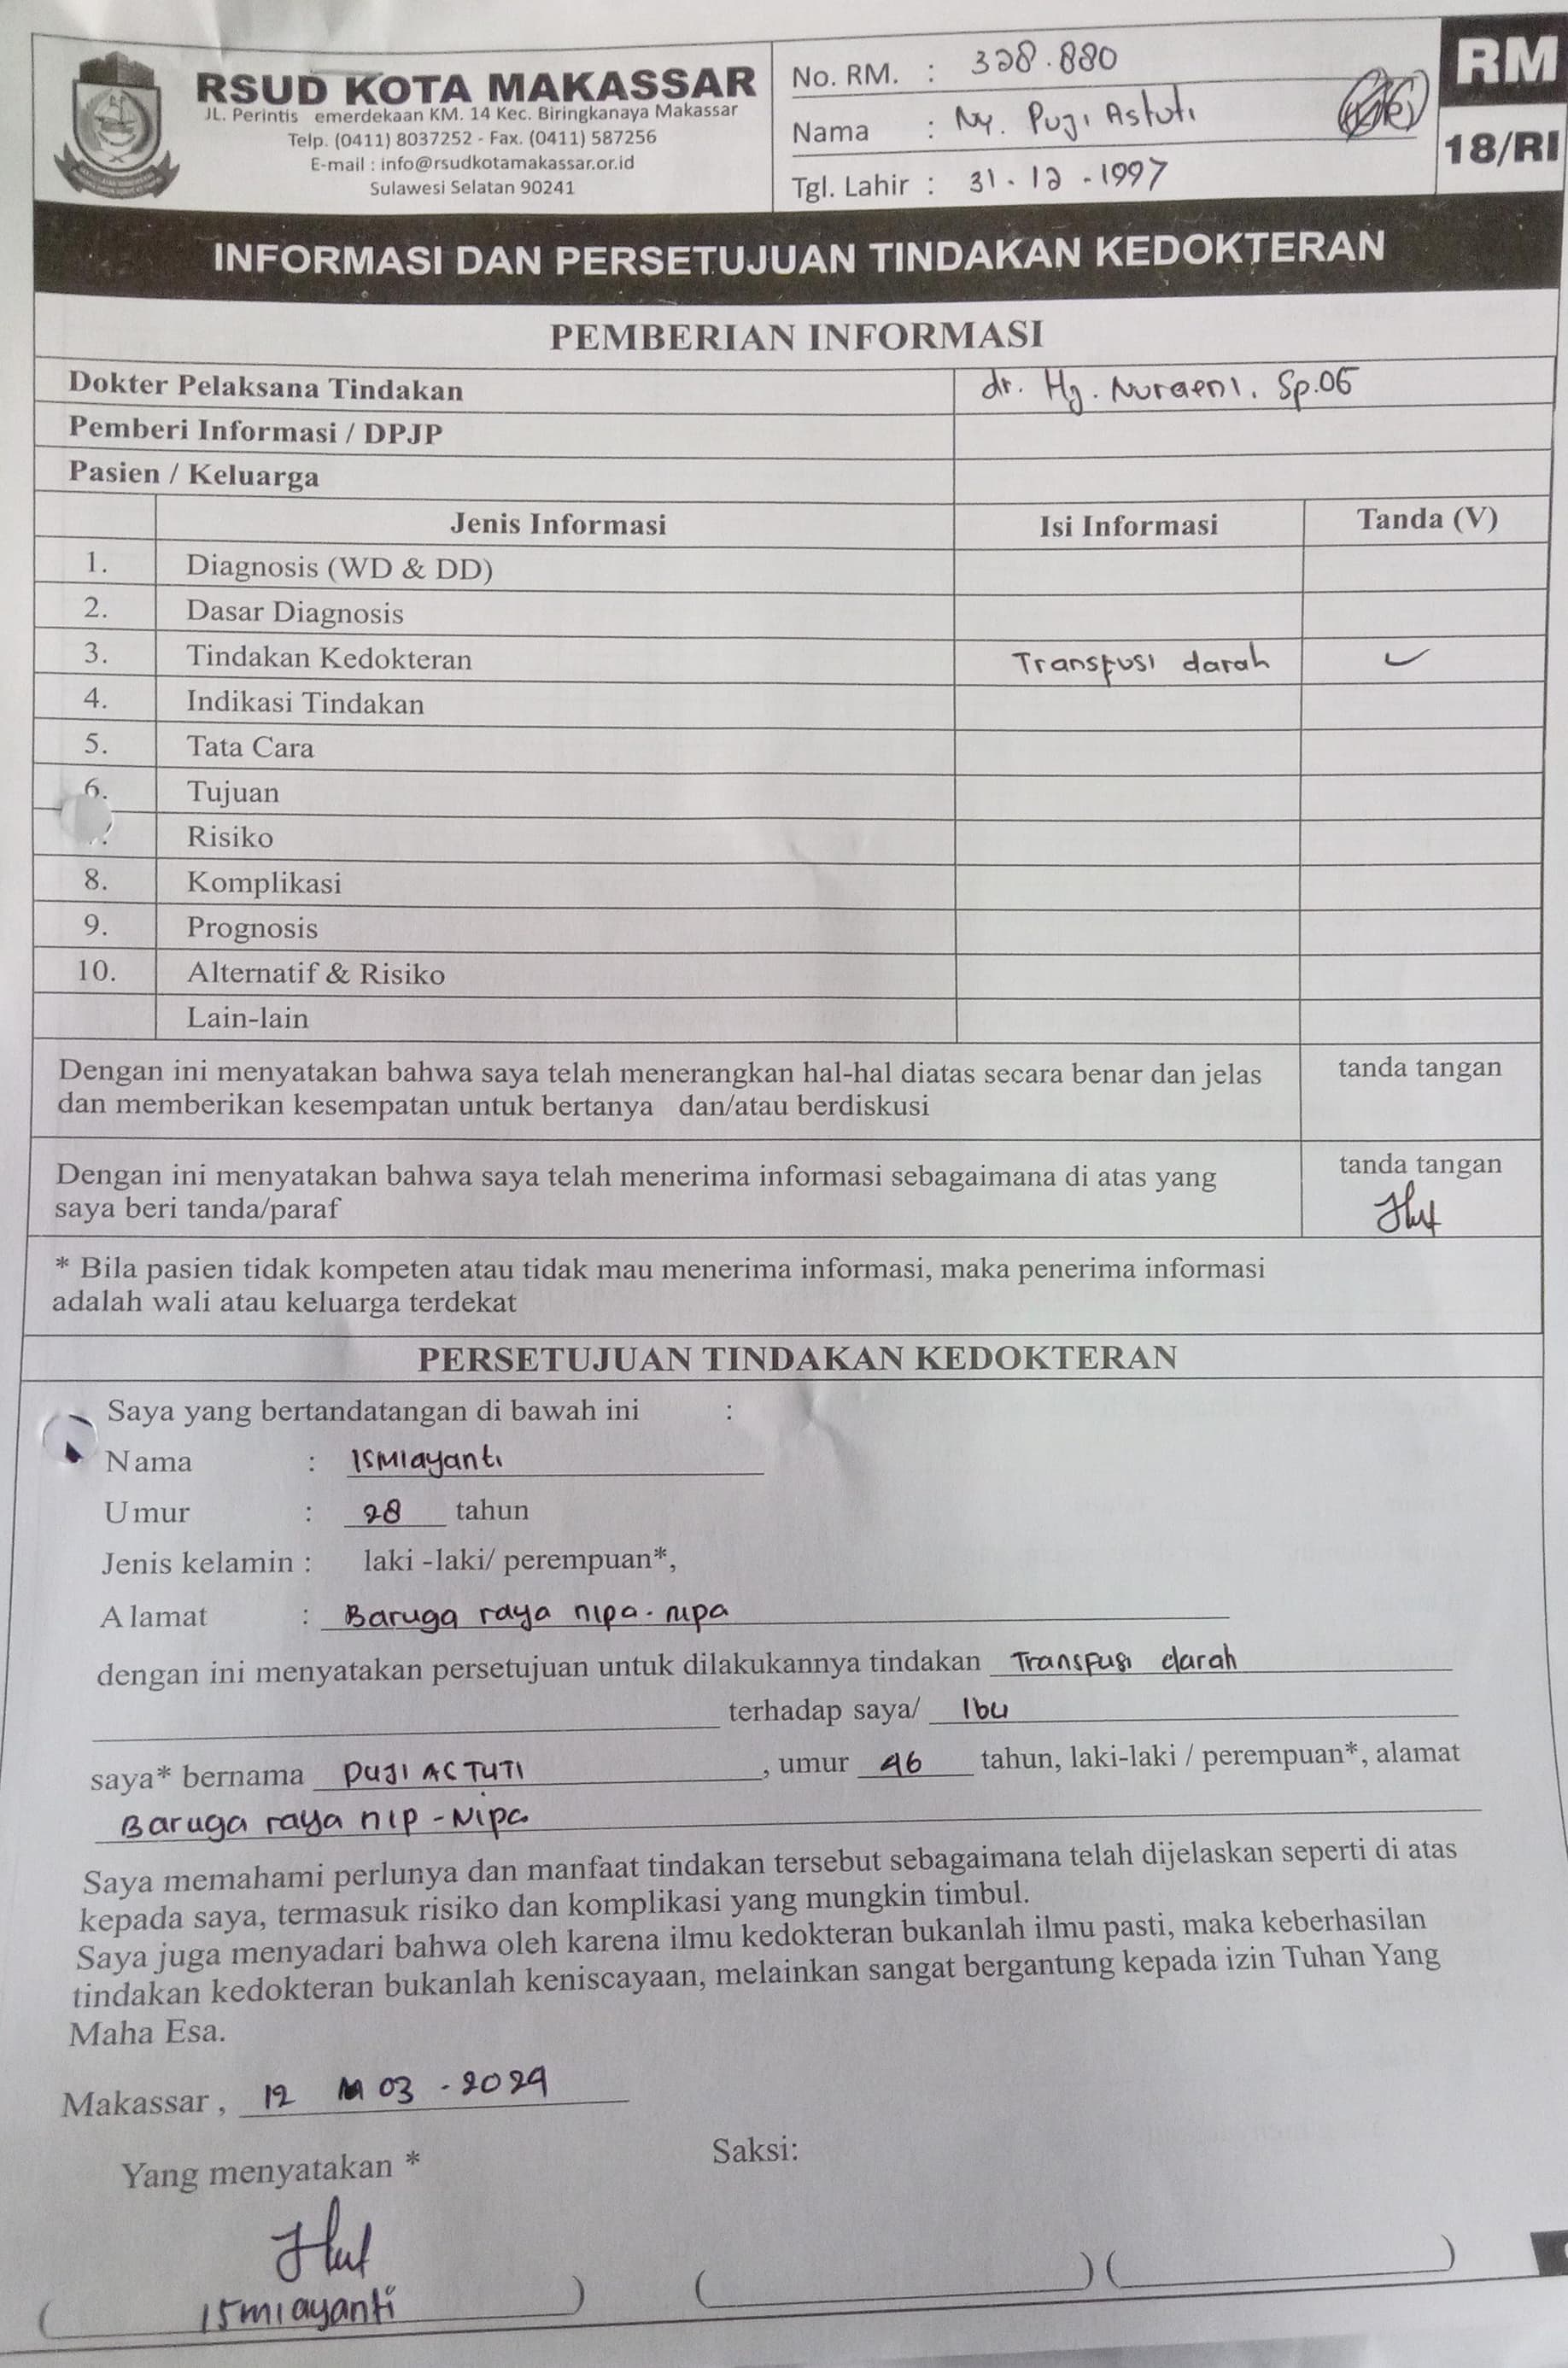 RSUD KOTA MAKASSAR
JL. Perintis emerdekaan KM. 14 Kec. Biringkanaya Makassar
Telp. (0411) 8037252 - Fax. (0411) 587256
E-mail : info@rsudkotamakassar.or.id
Sulawesi Selatan 90241
No. RM. : 328.880
Nama : Ny. Puji Astuti
Tgl. Lahir : 31-12-1997
RM
18/RI
INFORMASI DAN PERSETUJUAN TINDAKAN KEDOKTERAN
PEMBERIAN INFORMASI
Dokter Pelaksana Tindakan dr. Hj. Nuraeni. Sp.OG
Pemberi Informasi / DPJP
Pasien / Keluarga
Jenis Informasi Isi Informasi Tanda (V)
1. Diagnosis (WD & DD)
2. Dasar Diagnosis
3. Tindakan Kedokteran Transfusi darah ✓
4. Indikasi Tindakan
5. Tata Cara
6. Tujuan
Risiko
8. Komplikasi
9. Prognosis
10. Alternatif & Risiko
Lain-lain
Dengan ini menyatakan bahwa saya telah menerangkan hal-hal diatas secara benar dan jelas tanda tangan
dan memberikan kesempatan untuk bertanya dan/atau berdiskusi
Dengan ini menyatakan bahwa saya telah menerima informasi sebagaimana di atas yang tanda tangan
saya beri tanda/paraf
* Bila pasien tidak kompeten atau tidak mau menerima informasi, maka penerima informasi
adalah wali atau keluarga terdekat
PERSETUJUAN TINDAKAN KEDOKTERAN
Saya yang bertandatangan di bawah ini :
Nama : ISMIayanti
Umur : 28 tahun
Jenis kelamin : laki -laki/ perempuan*,
Alamat : Baruga raya nipa-nipa
dengan ini menyatakan persetujuan untuk dilakukannya tindakan Transfusi darah
terhadap saya/ Ibu
saya* bernama PUJI ASTUTI, umur 46 tahun, laki-laki / perempuan*, alamat
Baruga raya nip-Nipa
Saya memahami perlunya dan manfaat tindakan tersebut sebagaimana telah dijelaskan seperti di atas
kepada saya, termasuk risiko dan komplikasi yang mungkin timbul.
Saya juga menyadari bahwa oleh karena ilmu kedokteran bukanlah ilmu pasti, maka keberhasilan
tindakan kedokteran bukanlah keniscayaan, melainkan sangat bergantung kepada izin Tuhan Yang
Maha Esa.
Makassar, 12 03 - 2024
Yang menyatakan * Saksi:
( Ismiayanti ) ( ) ( )